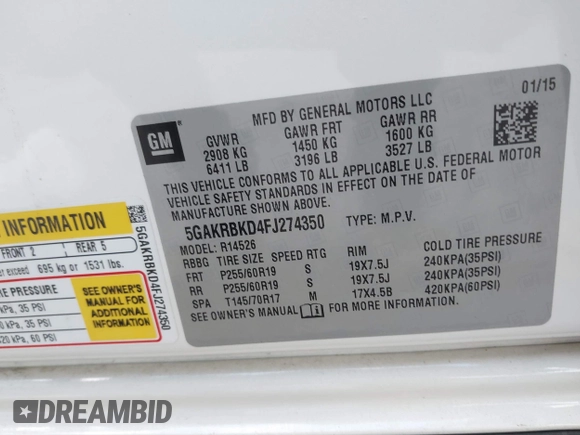 01/15
MFD BY GENERAL MOTORS LLC
GM
GVWR GAWR FRT GAWR RR
2908 KG 1450 KG 1600 KG
6411 LB 3196 LB 3527 LB
THIS VEHICLE CONFORMS TO ALL APPLICABLE U.S. FEDERAL MOTOR
VEHICLE SAFETY STANDARDS IN EFFECT ON THE DATE OF
MANUFACTURE SHOWN ABOVE.
5GAKRBKD4FJ274350 TYPE: M.P.V.
MODEL: R14526
RBBG TIRE SIZE SPEED RTG RIM COLD TIRE PRESSURE
FRT P255/60R19 S 19X7.5J 240KPA(35PSI)
RR P255/60R19 S 19X7.5J 240KPA(35PSI)
SPA T145/70R17 M 17X4.5B 420KPA(60PSI)
SEE OWNER'S MANUAL FOR MORE INFORMATION.
INFORMATION
FRONT 2 REAR 5
exceed 695 kg or 1531 lbs.
PRESSURE
kPa, 35 PSI
kPa, 35 PSI
420 kPa, 60 PSI
SEE OWNER'S
MANUAL FOR
ADDITIONAL
INFORMATION
5GAKRBKD4FJ274350
DREAMBID